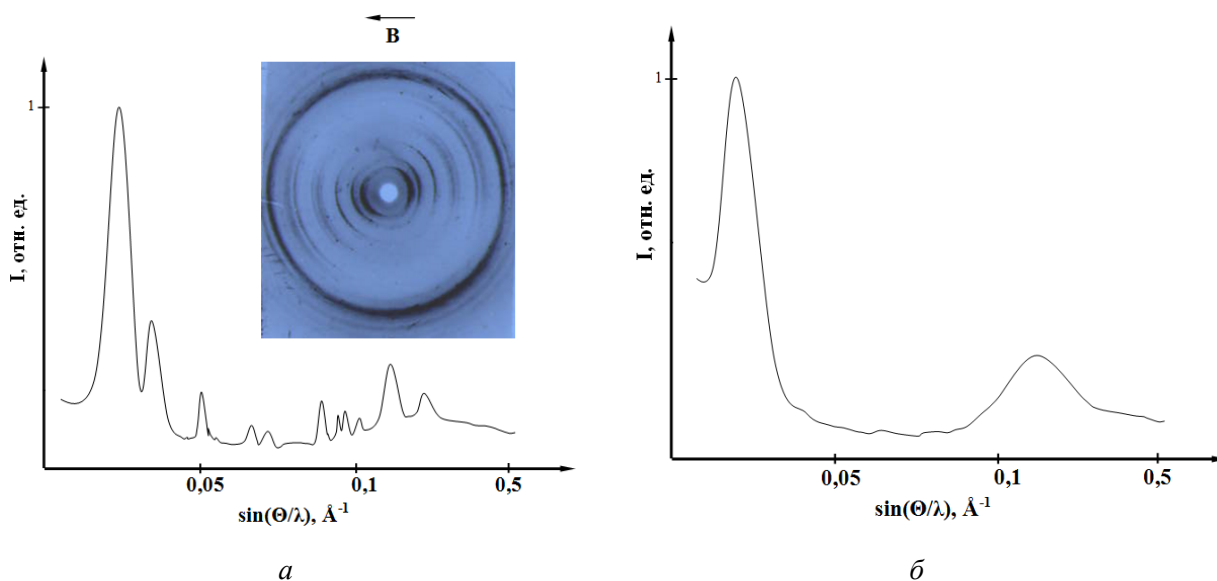 B
1
I, отн. ед.
0,05
0,1
0,5
sin(Θ/λ), Å⁻¹
а
1
I, отн. ед.
0,05
0,1
0,5
sin(Θ/λ), Å⁻¹
б